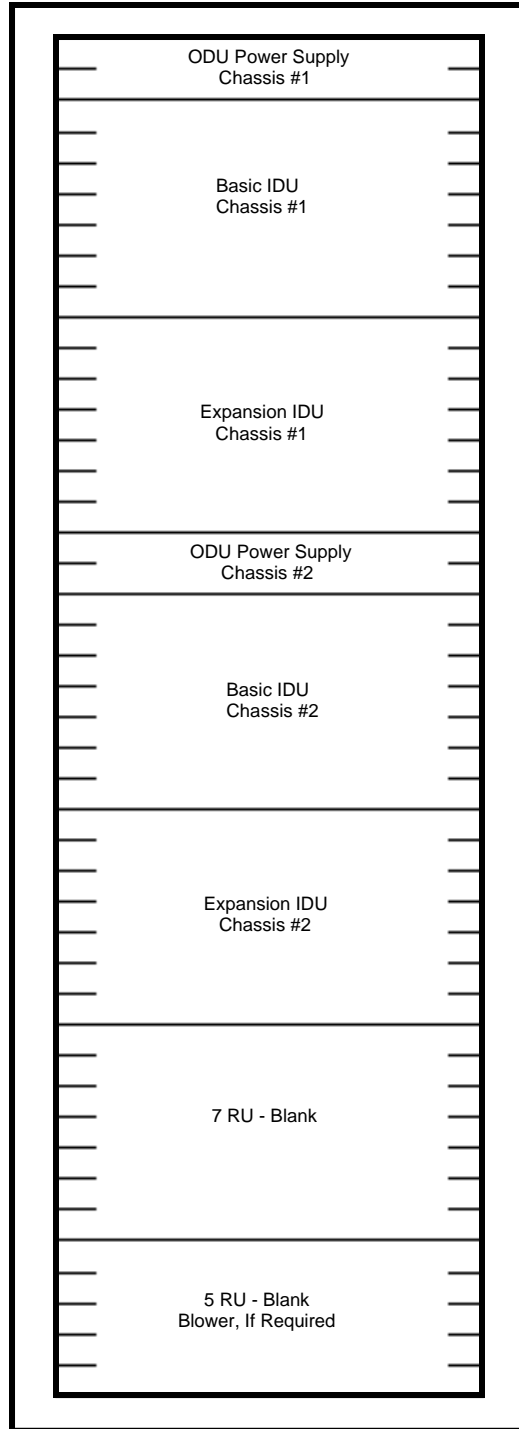 ODU Power Supply
Chassis #1
Basic IDU
Chassis #1
Expansion IDU
Chassis #1
ODU Power Supply
Chassis #2
Basic IDU
Chassis #2
Expansion IDU
Chassis #2
7 RU - Blank
5 RU - Blank
Blower, If Required